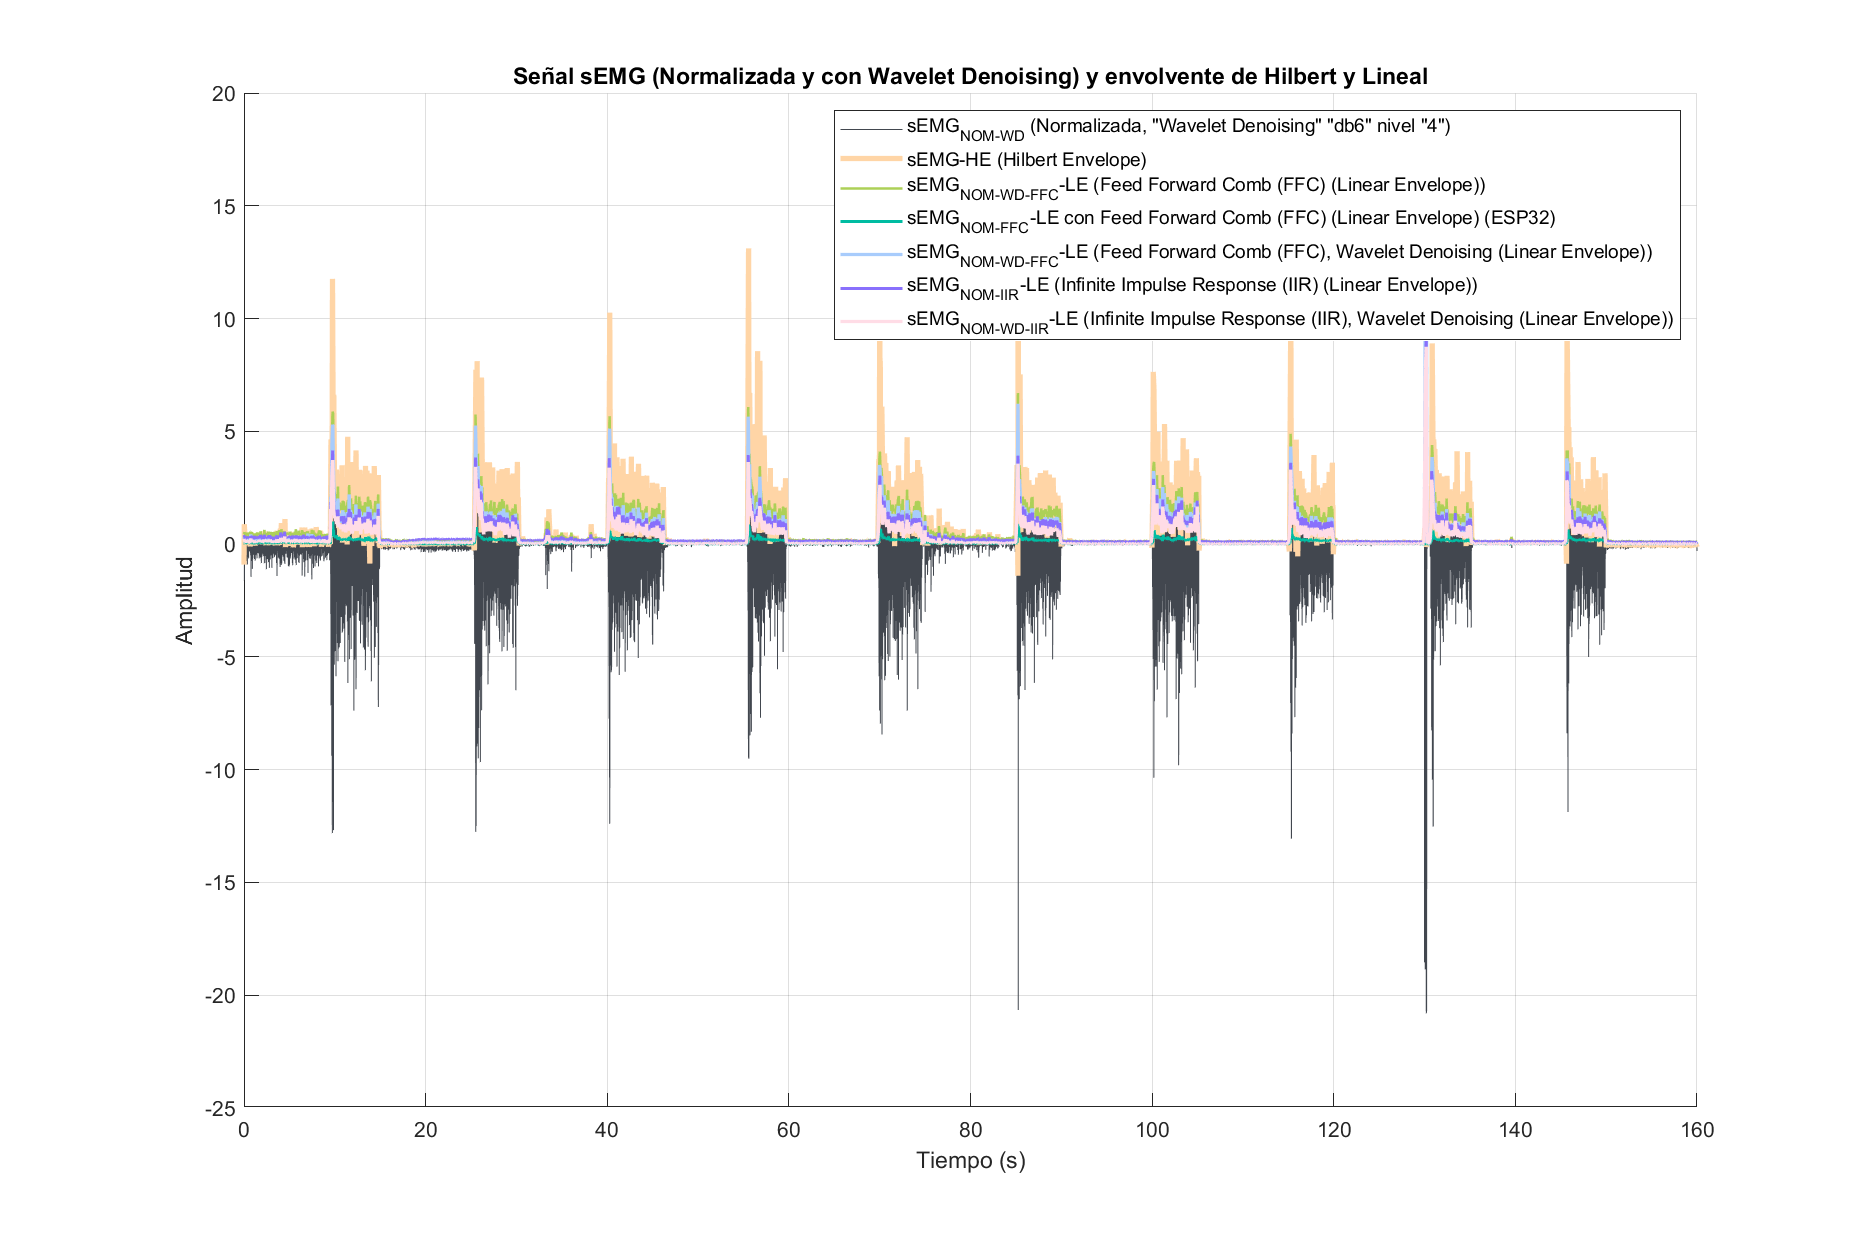 Señal sEMG (Normalizada y con Wavelet Denoising) y envolvente de Hilbert y Lineal
sEMGNOM-WD (Normalizada, "Wavelet Denoising" "db6" nivel "4")
sEMG-HE (Hilbert Envelope)
sEMGNOM-WD-FFC-LE (Feed Forward Comb (FFC) (Linear Envelope))
sEMGNOM-FFC-LE con Feed Forward Comb (FFC) (Linear Envelope) (ESP32)
sEMGNOM-WD-FFC-LE (Feed Forward Comb (FFC), Wavelet Denoising (Linear Envelope))
sEMGNOM-IIR-LE (Infinite Impulse Response (IIR) (Linear Envelope))
sEMGNOM-WD-IIR-LE (Infinite Impulse Response (IIR), Wavelet Denoising (Linear Envelope))
20
15
10
5
0
-5
-10
-15
-20
-25
Amplitud
0 20 40 60 80 100 120 140 160
Tiempo (s)